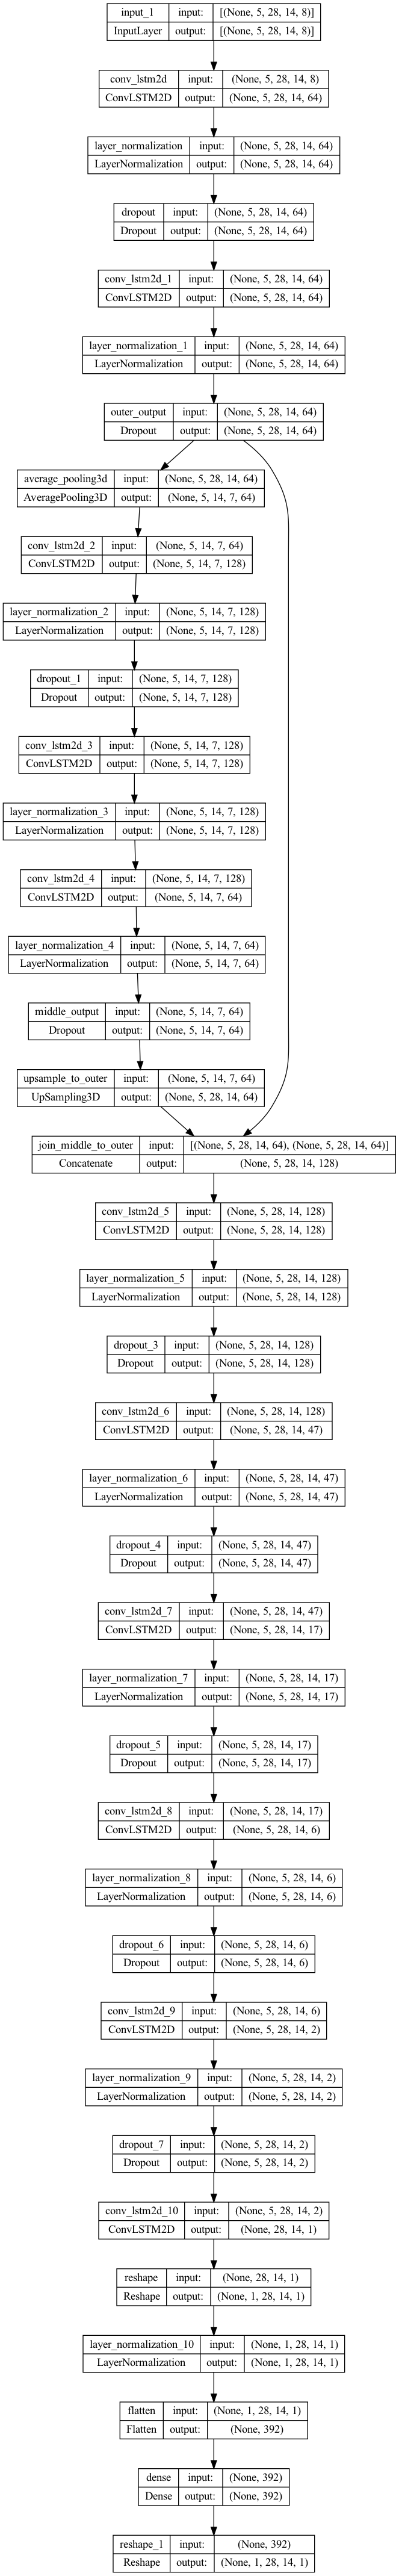 input_1 input: [(None, 5, 28, 14, 8)]
InputLayer output: [(None, 5, 28, 14, 8)]
conv_lstm2d input: (None, 5, 28, 14, 8)
ConvLSTM2D output: (None, 5, 28, 14, 64)
layer_normalization input: (None, 5, 28, 14, 64)
LayerNormalization output: (None, 5, 28, 14, 64)
dropout input: (None, 5, 28, 14, 64)
Dropout output: (None, 5, 28, 14, 64)
conv_lstm2d_1 input: (None, 5, 28, 14, 64)
ConvLSTM2D output: (None, 5, 28, 14, 64)
layer_normalization_1 input: (None, 5, 28, 14, 64)
LayerNormalization output: (None, 5, 28, 14, 64)
outer_output input: (None, 5, 28, 14, 64)
Dropout output: (None, 5, 28, 14, 64)
average_pooling3d input: (None, 5, 28, 14, 64)
AveragePooling3D output: (None, 5, 14, 7, 64)
conv_lstm2d_2 input: (None, 5, 14, 7, 64)
ConvLSTM2D output: (None, 5, 14, 7, 128)
layer_normalization_2 input: (None, 5, 14, 7, 128)
LayerNormalization output: (None, 5, 14, 7, 128)
dropout_1 input: (None, 5, 14, 7, 128)
Dropout output: (None, 5, 14, 7, 128)
conv_lstm2d_3 input: (None, 5, 14, 7, 128)
ConvLSTM2D output: (None, 5, 14, 7, 128)
layer_normalization_3 input: (None, 5, 14, 7, 128)
LayerNormalization output: (None, 5, 14, 7, 128)
conv_lstm2d_4 input: (None, 5, 14, 7, 128)
ConvLSTM2D output: (None, 5, 14, 7, 64)
layer_normalization_4 input: (None, 5, 14, 7, 64)
LayerNormalization output: (None, 5, 14, 7, 64)
middle_output input: (None, 5, 14, 7, 64)
Dropout output: (None, 5, 14, 7, 64)
upsample_to_outer input: (None, 5, 14, 7, 64)
UpSampling3D output: (None, 5, 28, 14, 64)
join_middle_to_outer input: [(None, 5, 28, 14, 64), (None, 5, 28, 14, 64)]
Concatenate output: (None, 5, 28, 14, 128)
conv_lstm2d_5 input: (None, 5, 28, 14, 128)
ConvLSTM2D output: (None, 5, 28, 14, 128)
layer_normalization_5 input: (None, 5, 28, 14, 128)
LayerNormalization output: (None, 5, 28, 14, 128)
dropout_3 input: (None, 5, 28, 14, 128)
Dropout output: (None, 5, 28, 14, 128)
conv_lstm2d_6 input: (None, 5, 28, 14, 128)
ConvLSTM2D output: (None, 5, 28, 14, 47)
layer_normalization_6 input: (None, 5, 28, 14, 47)
LayerNormalization output: (None, 5, 28, 14, 47)
dropout_4 input: (None, 5, 28, 14, 47)
Dropout output: (None, 5, 28, 14, 47)
conv_lstm2d_7 input: (None, 5, 28, 14, 47)
ConvLSTM2D output: (None, 5, 28, 14, 17)
layer_normalization_7 input: (None, 5, 28, 14, 17)
LayerNormalization output: (None, 5, 28, 14, 17)
dropout_5 input: (None, 5, 28, 14, 17)
Dropout output: (None, 5, 28, 14, 17)
conv_lstm2d_8 input: (None, 5, 28, 14, 17)
ConvLSTM2D output: (None, 5, 28, 14, 6)
layer_normalization_8 input: (None, 5, 28, 14, 6)
LayerNormalization output: (None, 5, 28, 14, 6)
dropout_6 input: (None, 5, 28, 14, 6)
Dropout output: (None, 5, 28, 14, 6)
conv_lstm2d_9 input: (None, 5, 28, 14, 6)
ConvLSTM2D output: (None, 5, 28, 14, 2)
layer_normalization_9 input: (None, 5, 28, 14, 2)
LayerNormalization output: (None, 5, 28, 14, 2)
dropout_7 input: (None, 5, 28, 14, 2)
Dropout output: (None, 5, 28, 14, 2)
conv_lstm2d_10 input: (None, 5, 28, 14, 2)
ConvLSTM2D output: (None, 28, 14, 1)
reshape input: (None, 28, 14, 1)
Reshape output: (None, 1, 28, 14, 1)
layer_normalization_10 input: (None, 1, 28, 14, 1)
LayerNormalization output: (None, 1, 28, 14, 1)
flatten input: (None, 1, 28, 14, 1)
Flatten output: (None, 392)
dense input: (None, 392)
Dense output: (None, 392)
reshape_1 input: (None, 392)
Reshape output: (None, 1, 28, 14, 1)